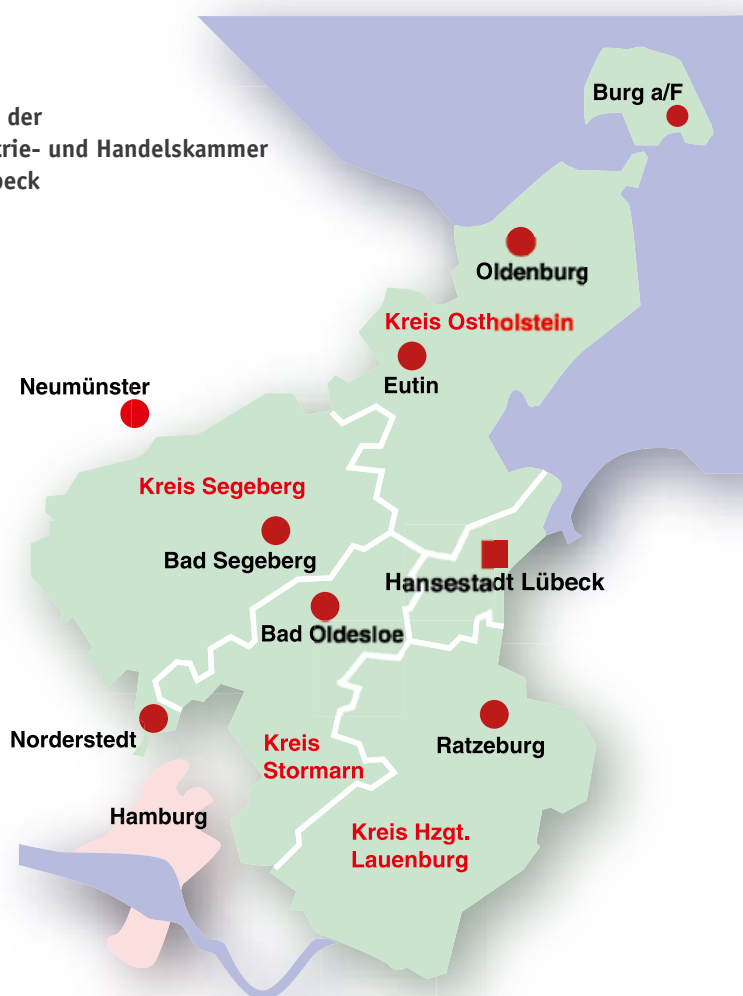 der
trie- und Handelskammer
beck
Burg a/F
Oldenburg
Kreis Ostholstein
Eutin
Neumünster
Kreis Segeberg
Bad Segeberg
Hansestadt Lübeck
Bad Oldesloe
Norderstedt
Kreis
Stormarn
Ratzeburg
Hamburg
Kreis Hzgt.
Lauenburg